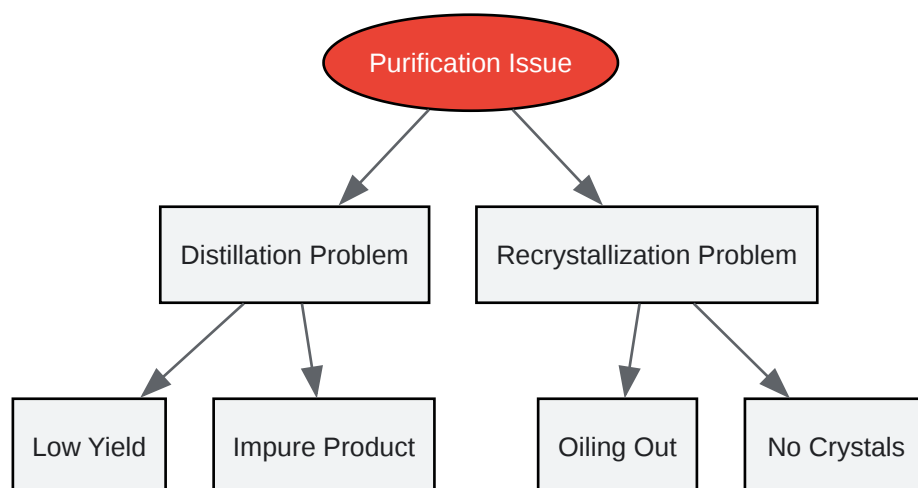 Purification Issue
Distillation Problem
Recrystallization Problem
Low Yield
Impure Product
Oiling Out
No Crystals